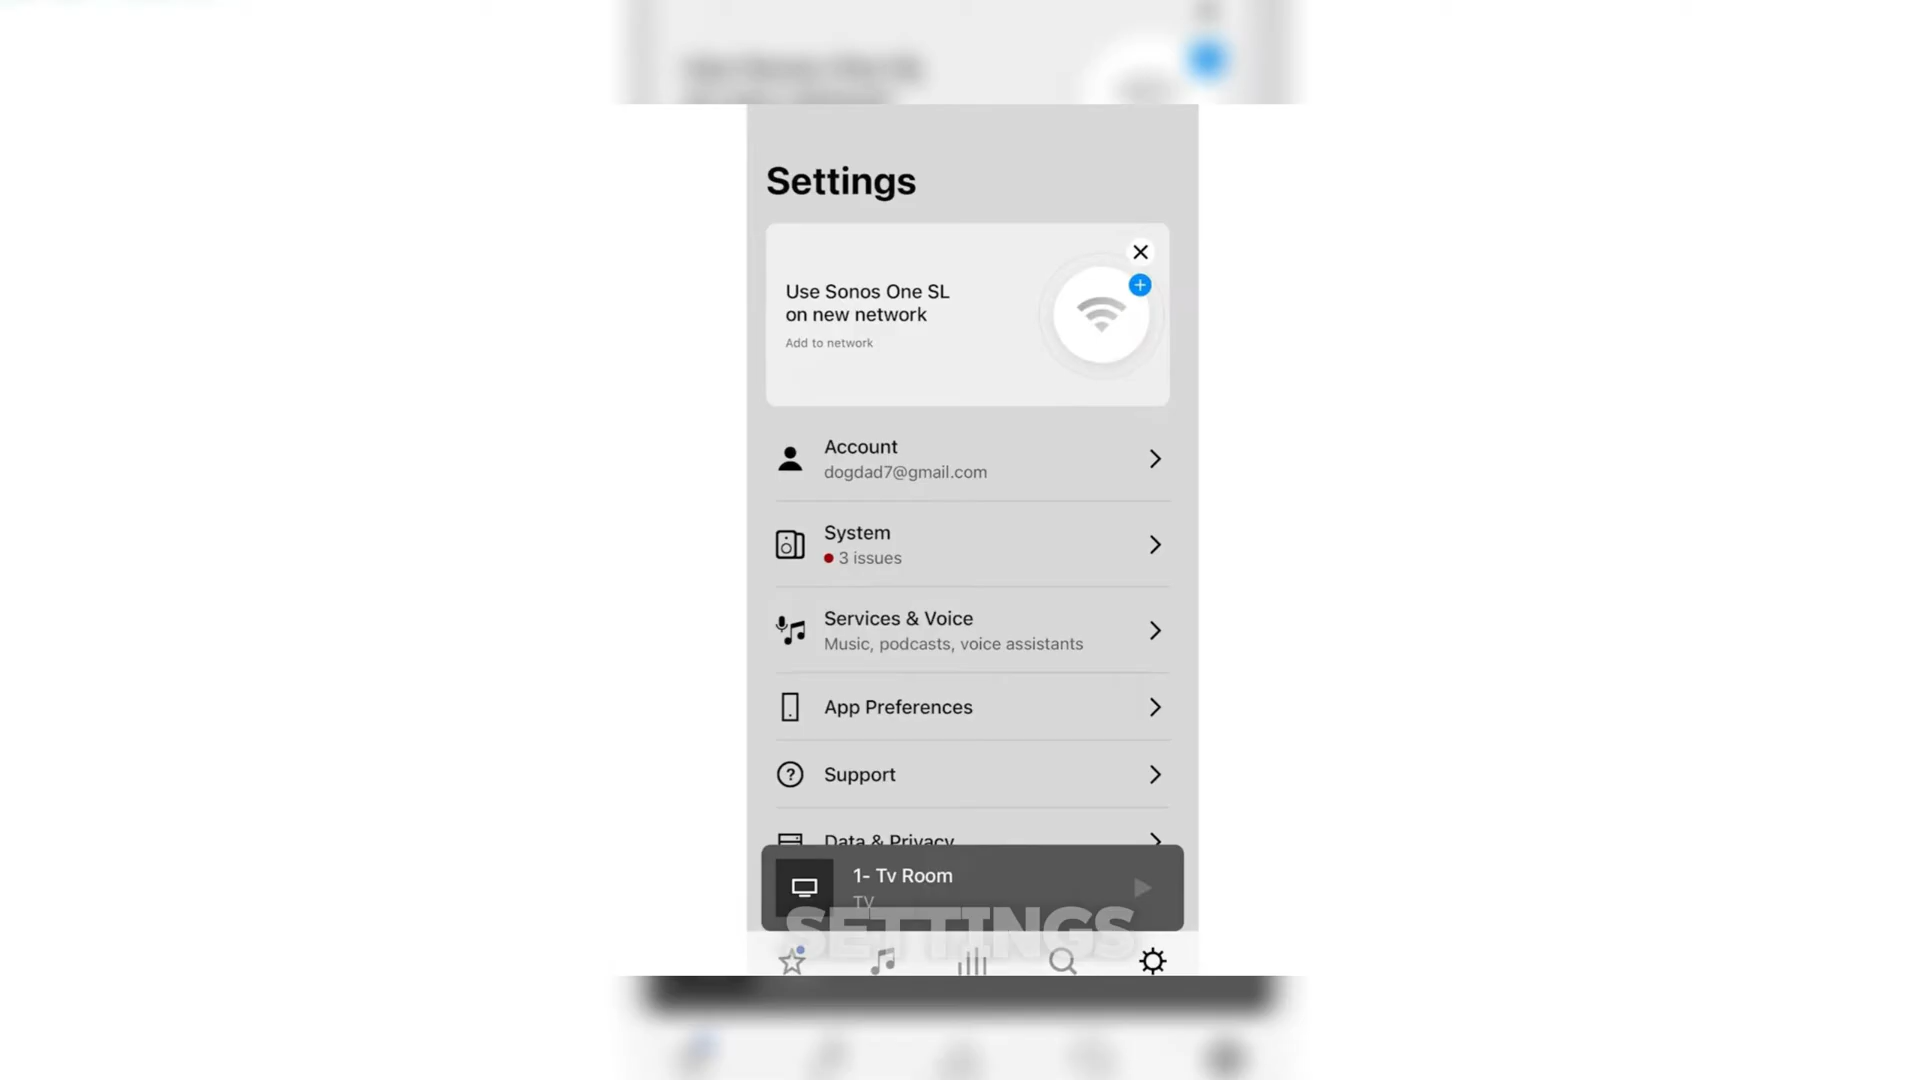 Settings
Use Sonos One SL
on new network
Add to network
Account
dogdad7@gmail.com
System
3 issues
Services & Voice
Music, podcasts, voice assistants
App Preferences
Support
Data & Privacy
1- Tv Room
TV
SETTINGS